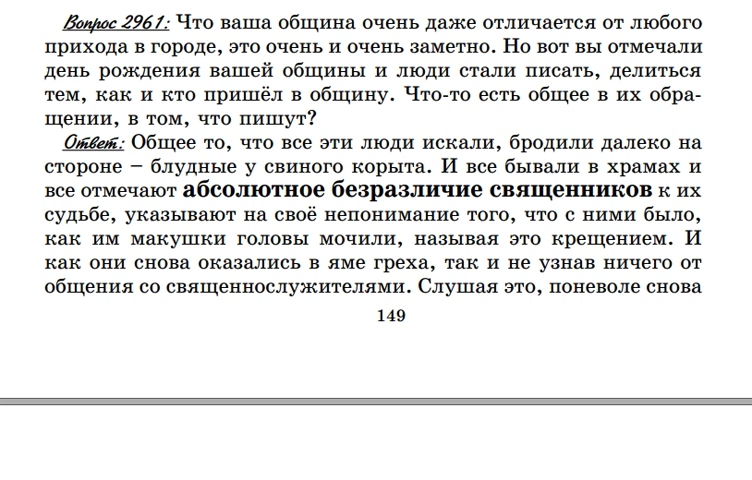 Вопрос 2961: Что ваша община очень даже отличается от любого
прихода в городе, это очень и очень заметно. Но вот вы отмечали
день рождения вашей общины и люди стали писать, делиться
тем, как и кто пришёл в общину. Что-то есть общее в их обра-
щении, в том, что пишут?
Ответ: Общее то, что все эти люди искали, бродили далеко на
стороне – блудные у свиного корыта. И все бывали в храмах и
все отмечают абсолютное безразличие священников к их
судьбе, указывают на своё непонимание того, что с ними было,
как им макушки головы мочили, называя это крещением. И
как они снова оказались в яме греха, так и не узнав ничего от
общения со священнослужителями. Слушая это, поневоле снова
149